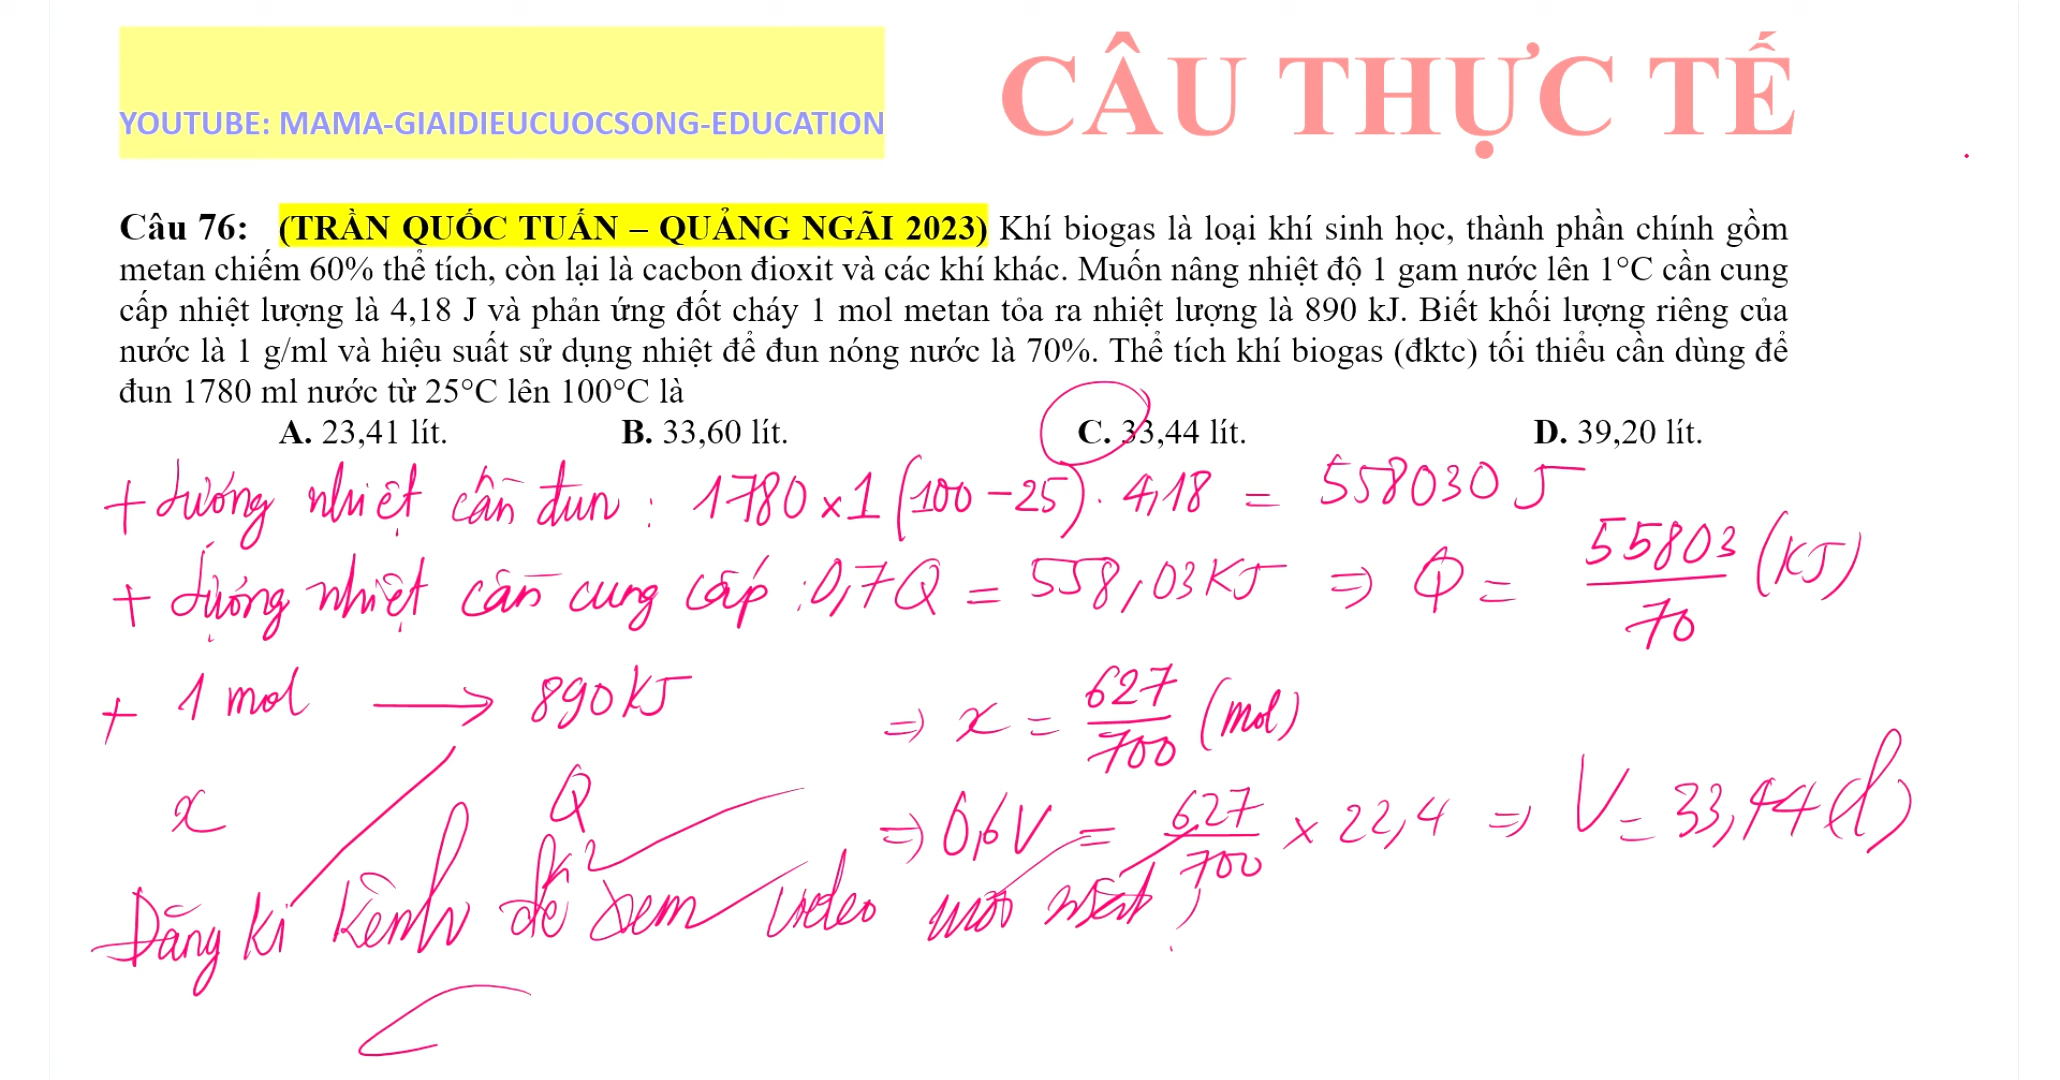 YOUTUBE: MAMA-GIAIDIEUCUOCSONG-EDUCATION
CÂU THỰC TẾ
Câu 76: (TRẦN QUỐC TUẤN – QUẢNG NGÃI 2023) Khí biogas là loại khí sinh học, thành phần chính gồm
metan chiếm 60% thể tích, còn lại là cacbon đioxit và các khí khác. Muốn nâng nhiệt độ 1 gam nước lên 1°C cần cung
cấp nhiệt lượng là 4,18 J và phản ứng đốt cháy 1 mol metan tỏa ra nhiệt lượng là 890 kJ. Biết khối lượng riêng của
nước là 1 g/ml và hiệu suất sử dụng nhiệt để đun nóng nước là 70%. Thể tích khí biogas (đktc) tối thiểu cần dùng để
đun 1780 ml nước từ 25°C lên 100°C là
A. 23,41 lít. B. 33,60 lít. C. 33,44 lít. D. 39,20 lít.
+ lượng nhiệt cần đun : 1780 x 1 (100 - 25) . 4,18 = 558030 J
+ lượng nhiệt cần cung cấp : 0,7Q = 558,03 KJ => Q = 55803/70 (KJ)
+ 1 mol → 890 KJ => x = 627/700 (mol)
x Q
=> 0,6V = 627/700 x 22,4 => V = 33,44 (l)
Đăng kí kênh để xem video mới nhất